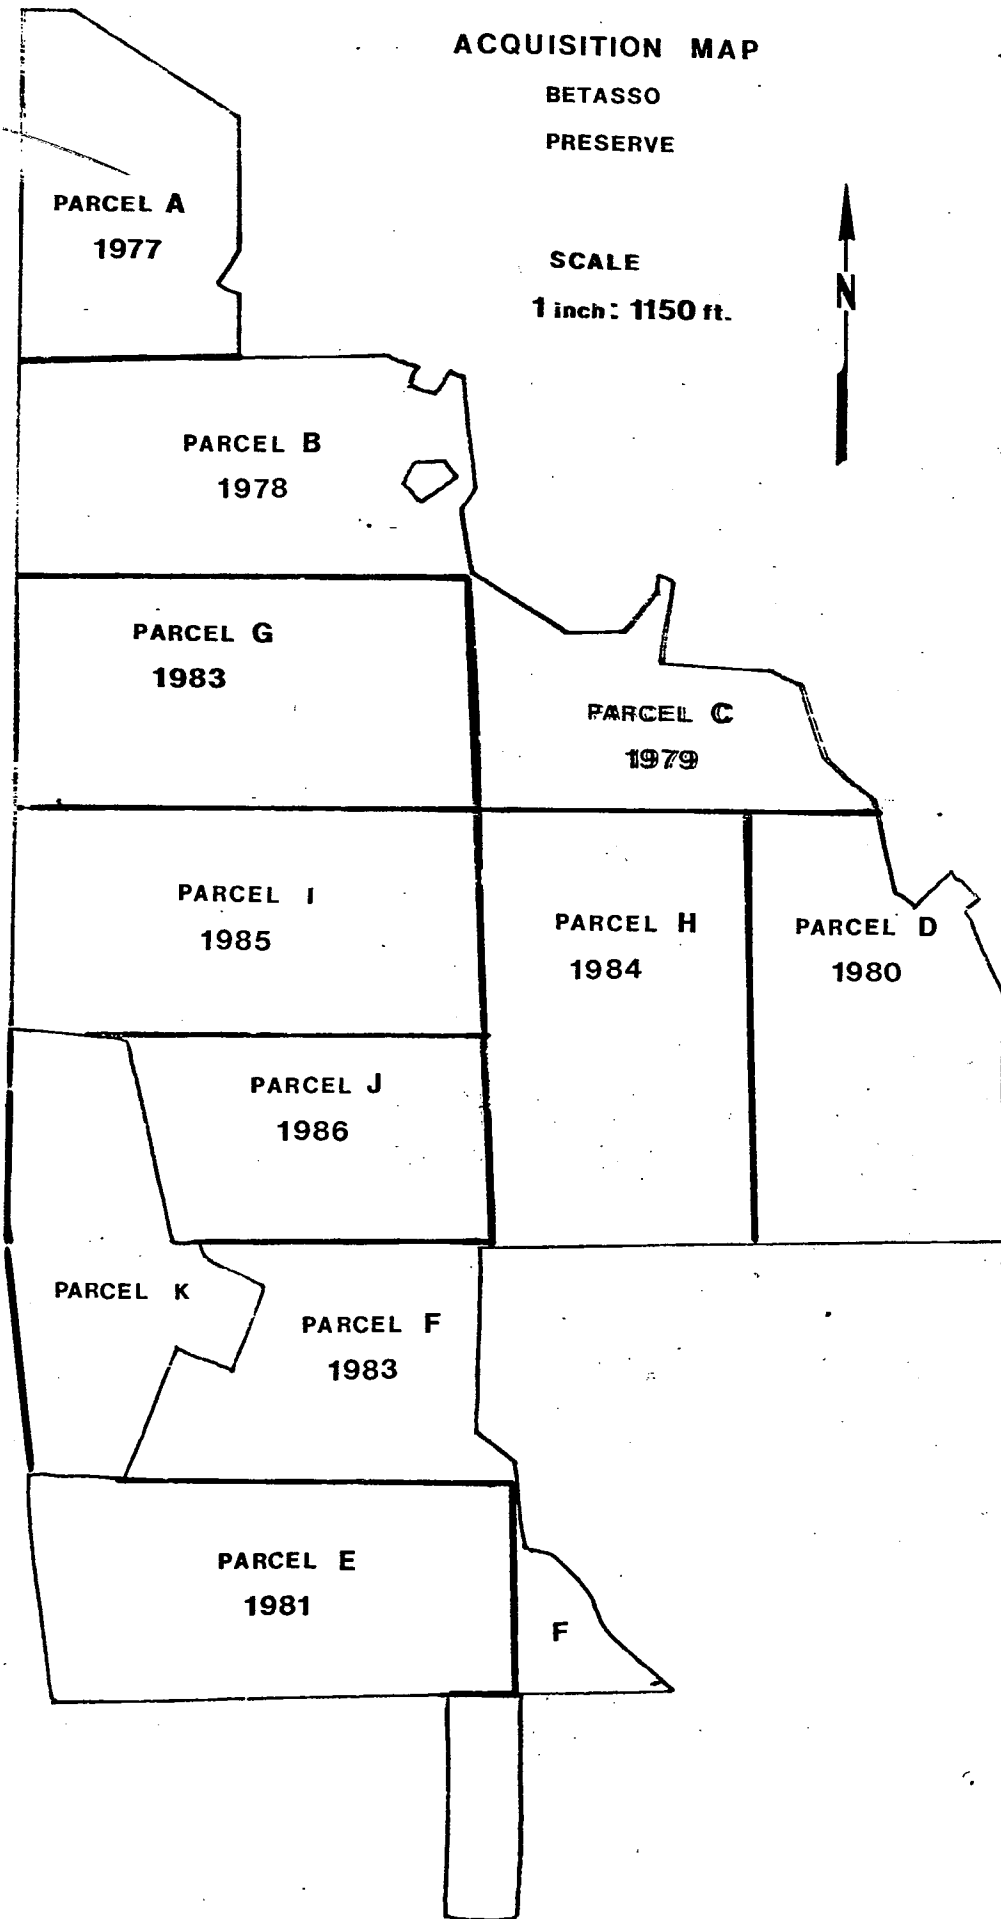 ACQUISITION MAP
BETASSO
PRESERVE
SCALE
1 inch: 1150 ft.
N
PARCEL A
1977
PARCEL B
1978
PARCEL G
1983
PARCEL C
1979
PARCEL I
1985
PARCEL H
1984
PARCEL D
1980
PARCEL J
1986
PARCEL K
PARCEL F
1983
PARCEL E
1981
F